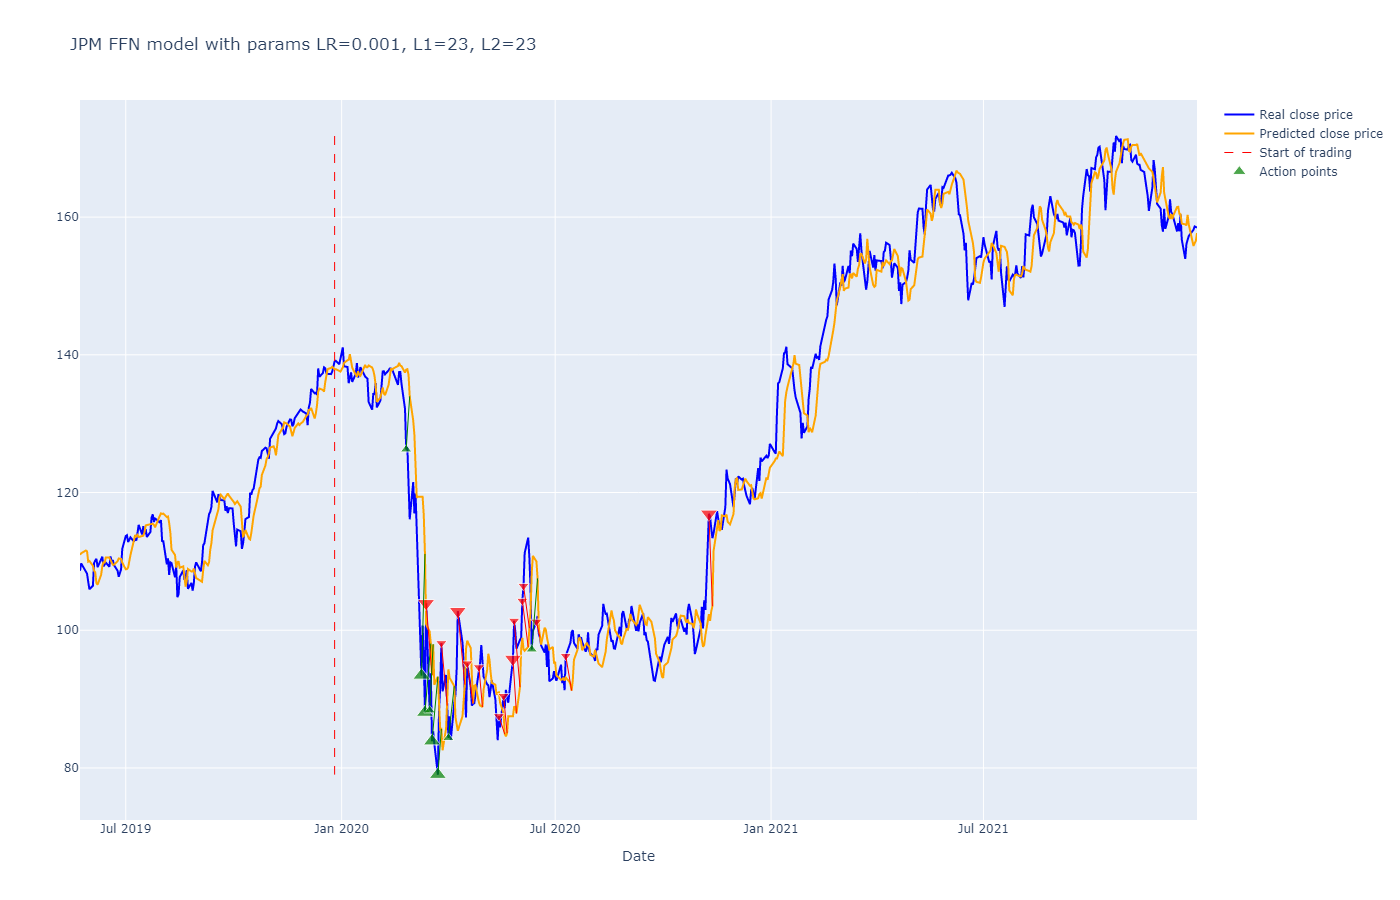 JPM FFN model with params LR=0.001, L1=23, L2=23
Real close price
Predicted close price
Start of trading
Action points
160
140
120
100
80
Jul 2019
Jan 2020
Jul 2020
Jan 2021
Jul 2021
Date